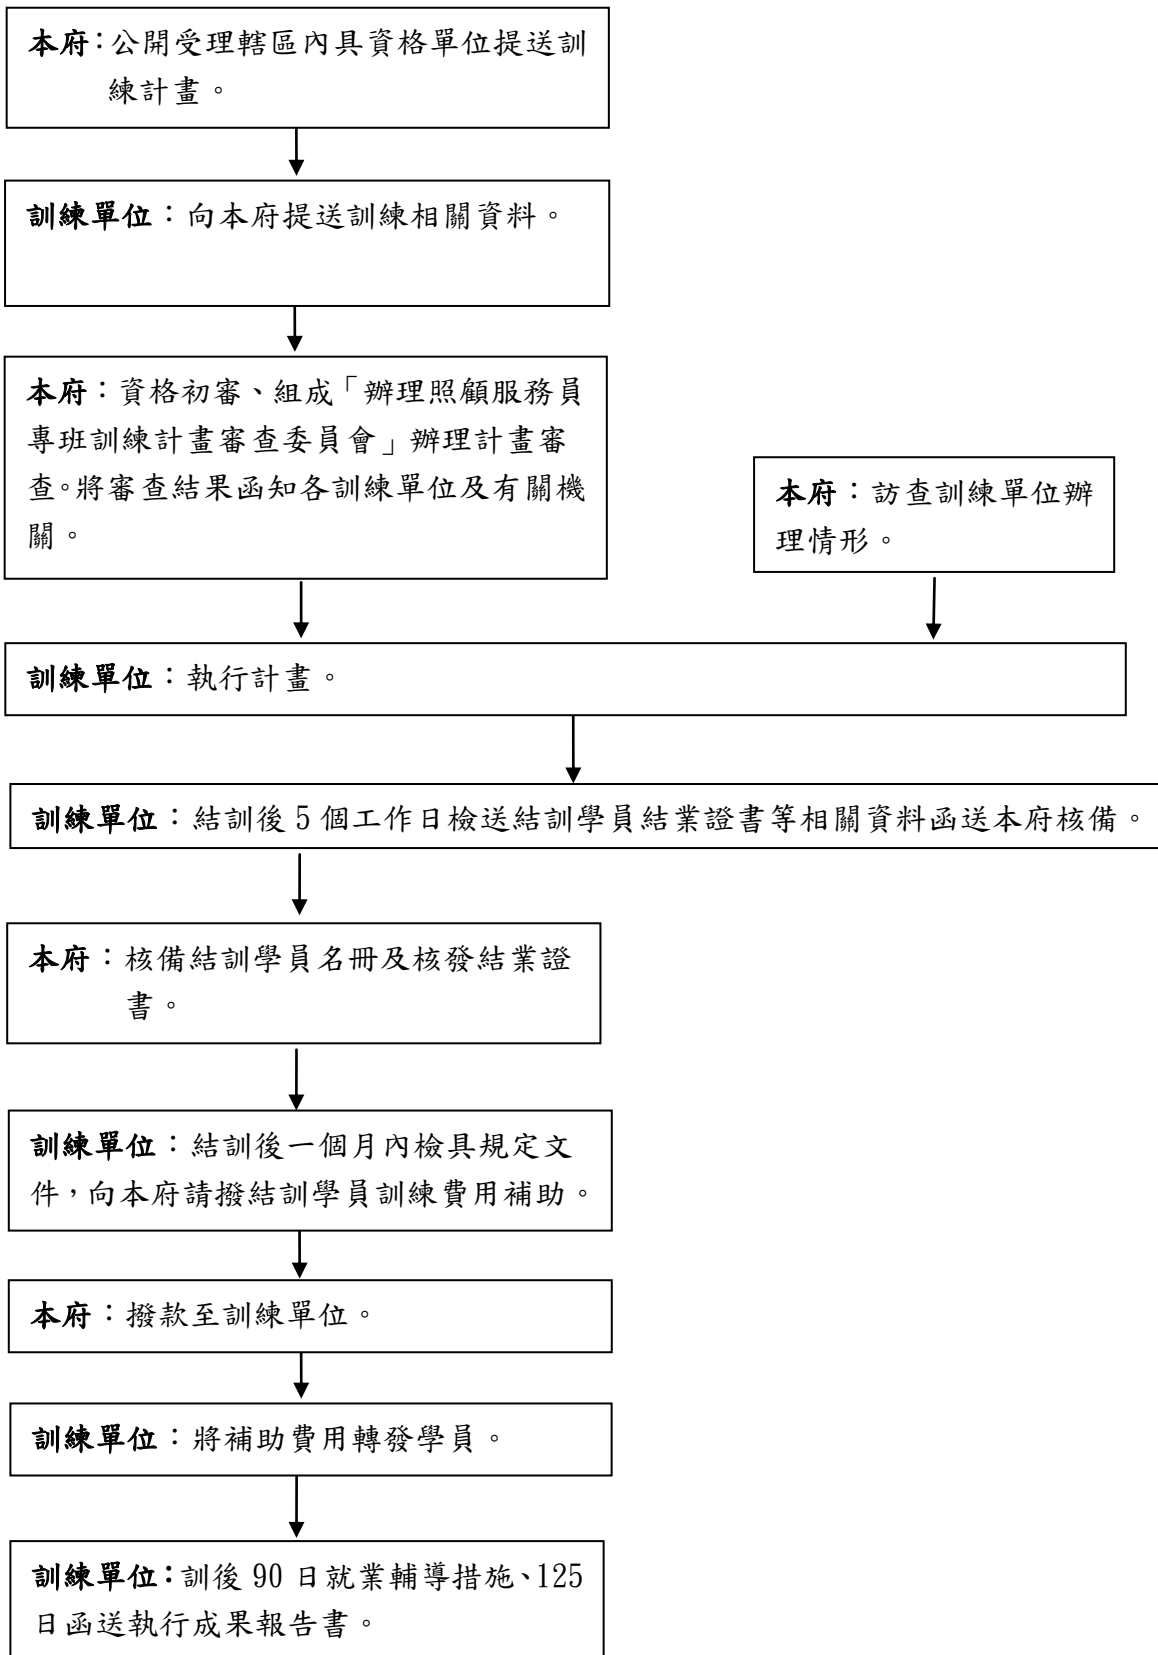 本府：公開受理轄區內具資格單位提送訓
練計畫。
訓練單位：向本府提送訓練相關資料。
本府：資格初審、組成「辦理照顧服務員
專班訓練計畫審查委員會」辦理計畫審
查。將審查結果函知各訓練單位及有關機
關。
本府：訪查訓練單位辦
理情形。
訓練單位：執行計畫。
訓練單位：結訓後 5 個工作日檢送結訓學員結業證書等相關資料函送本府核備。
本府：核備結訓學員名冊及核發結業證
書。
訓練單位：結訓後一個月內檢具規定文
件，向本府請撥結訓學員訓練費用補助。
本府：撥款至訓練單位。
訓練單位：將補助費用轉發學員。
訓練單位：訓後 90 日就業輔導措施、125
日函送執行成果報告書。